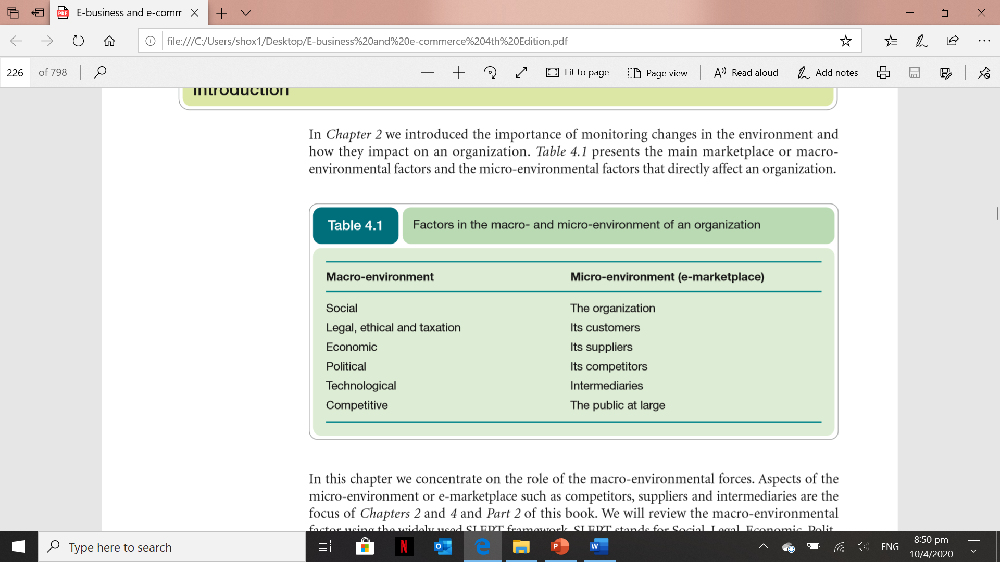 E-business and e-comm
file:///C:/Users/shox1/Desktop/E-business%20and%20e-commerce%204th%20Edition.pdf
226 of 798 Fit to page Page view Read aloud Add notes
Introduction
In Chapter 2 we introduced the importance of monitoring changes in the environment and
how they impact on an organization. Table 4.1 presents the main marketplace or macro-
environmental factors and the micro-environmental factors that directly affect an organization.
Table 4.1 Factors in the macro- and micro-environment of an organization
Macro-environment Micro-environment (e-marketplace)
Social The organization
Legal, ethical and taxation Its customers
Economic Its suppliers
Political Its competitors
Technological Intermediaries
Competitive The public at large
In this chapter we concentrate on the role of the macro-environmental forces. Aspects of the
micro-environment or e-marketplace such as competitors, suppliers and intermediaries are the
focus of Chapters 2 and 4 and Part 2 of this book. We will review the macro-environmental
factor using the widely used SLEPT framework. SLEPT stands for Social, Legal, Economic, Polit-
Type here to search
ENG
8:50 pm
10/4/2020